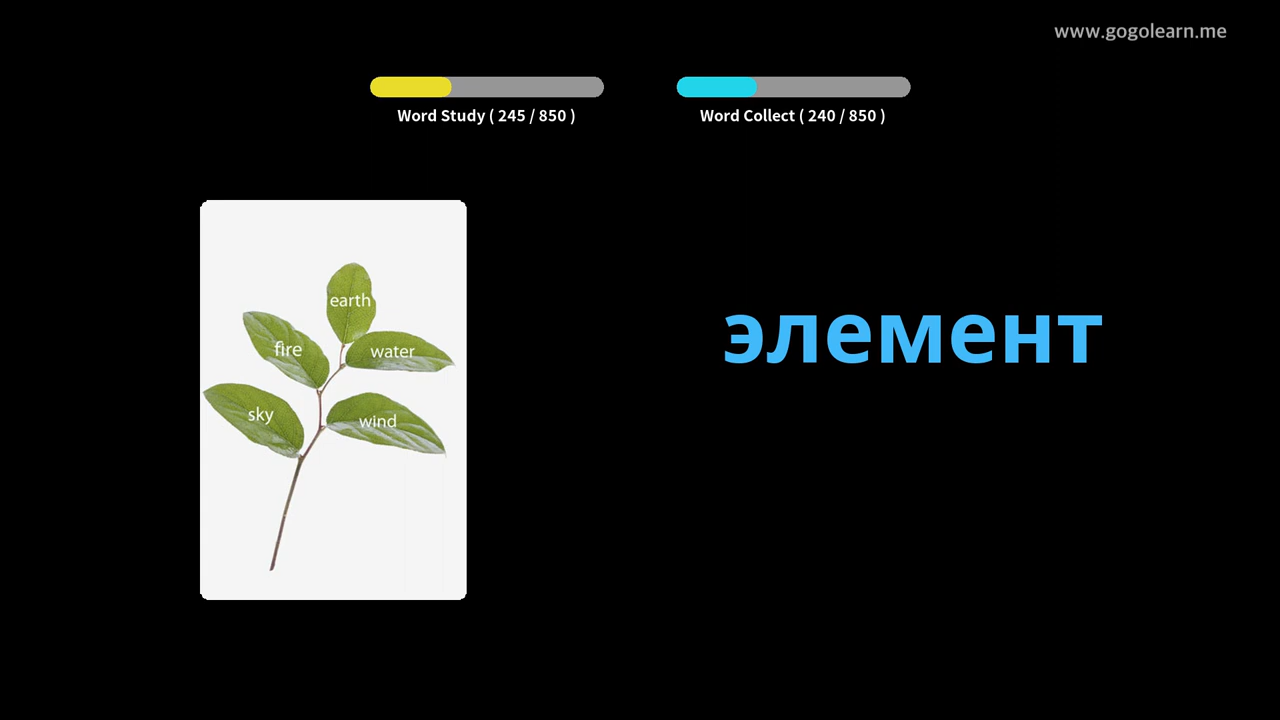 www.gogolearn.me
Word Study ( 245 / 850 )
Word Collect ( 240 / 850 )
earth
fire
water
sky
wind
элемент